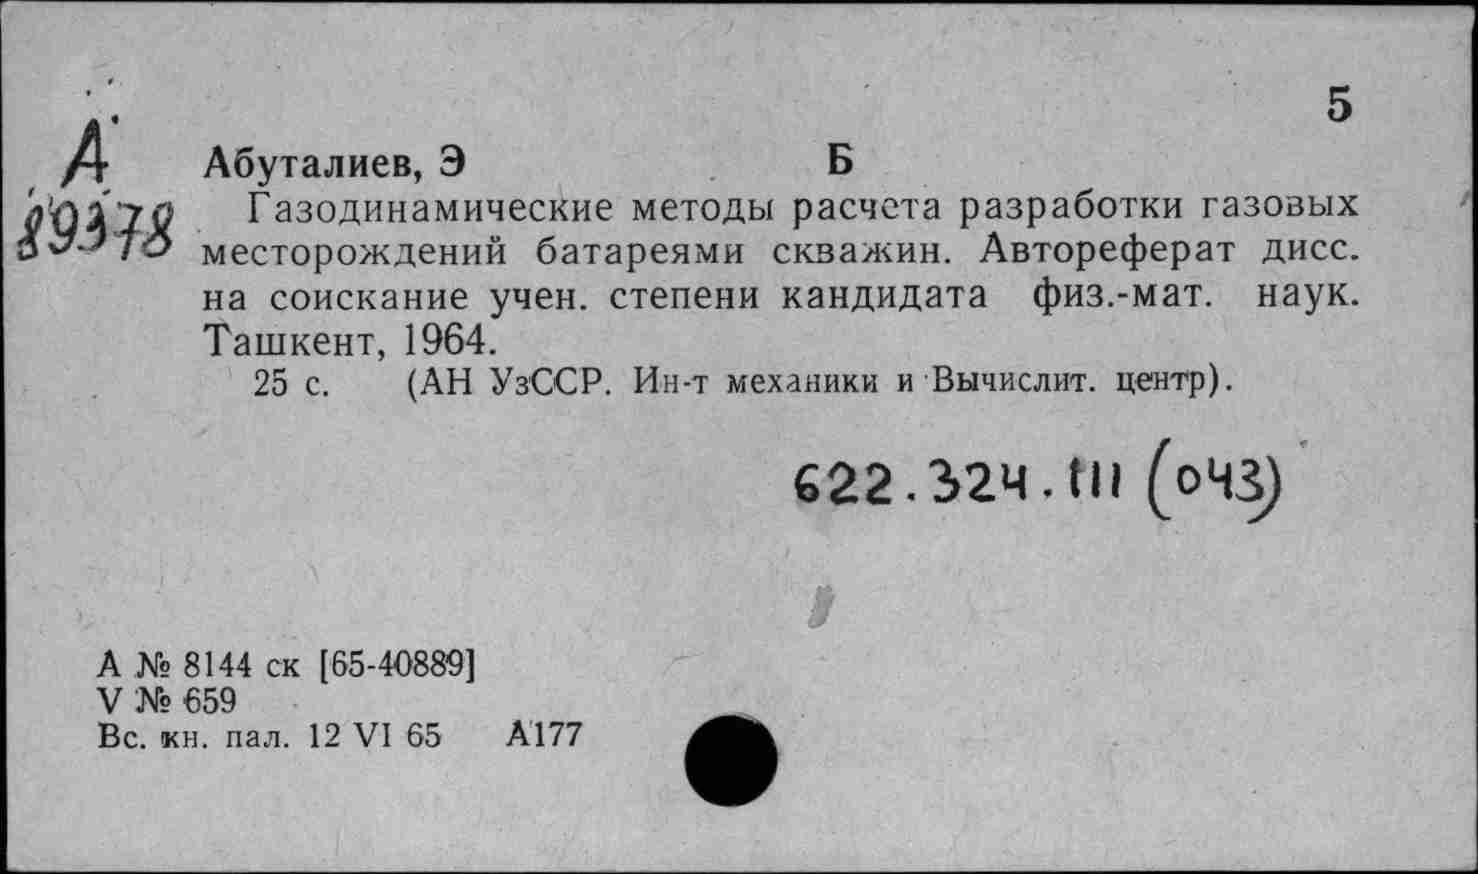 5
А
89378
Абуталиев, Э Б
Газодинамические методы расчета разработки газовых
месторождений батареями скважин. Автореферат дисс.
на соискание учен. степени кандидата физ.-мат. наук.
Ташкент, 1964.
25 с. (АН УзССР. Ин-т механики и Вычислит. центр).
622.324.111 (043)
А № 8144 ск [65-40889]
V № 659
Вс. кн. пал. 12 VI 65 А177